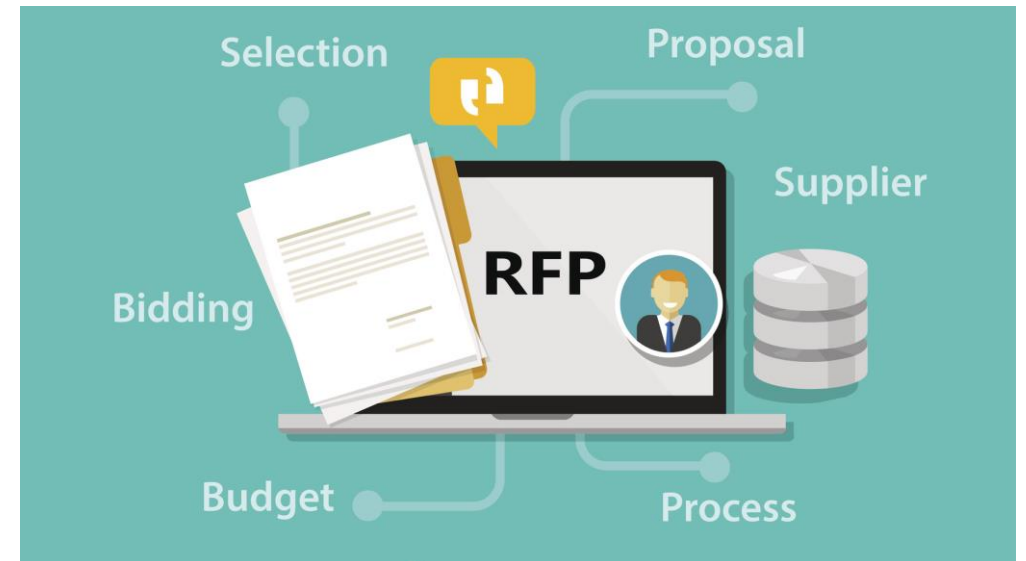 Selection
Proposal
Supplier
RFP
Bidding
Budget
Process